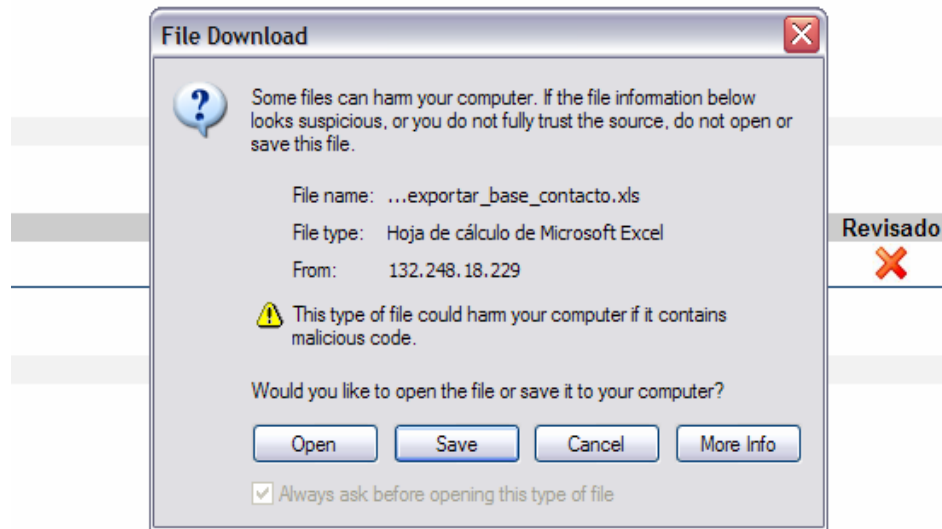 File Download
Some files can harm your computer. If the file information below
looks suspicious, or you do not fully trust the source, do not open or
save this file.
File name: ...exportar_base_contacto.xls
File type: Hoja de cálculo de Microsoft Excel
Revisado
From: 132.248.18.229
This type of file could harm your computer if it contains
malicious code.
Would you like to open the file or save it to your computer?
Open Save Cancel More Info
Always ask before opening this type of file